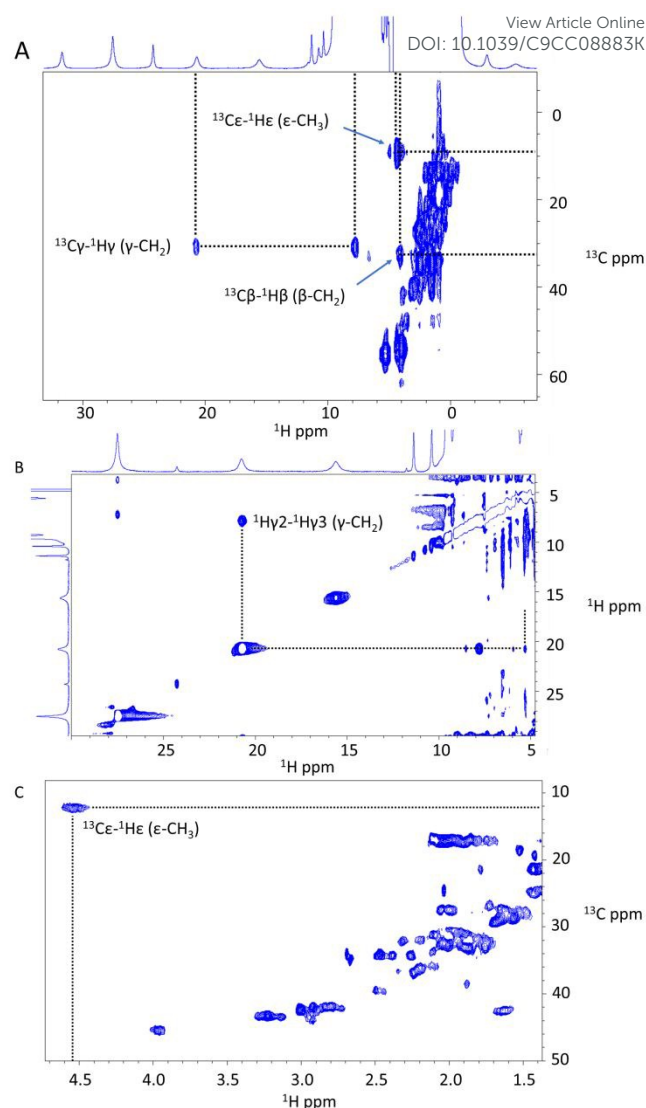 View Article Online
DOI: 10.1039/C9CC08883K
A
¹³Cε-¹Hε (ε-CH₃)
¹³Cγ-¹Hγ (γ-CH₂)
¹³Cβ-¹Hβ (β-CH₂)
0
20
40
60
¹³C ppm
30
20
10
0
¹H ppm
B
¹Hγ2-¹Hγ3 (γ-CH₂)
5
10
15
20
25
¹H ppm
25
20
15
10
5
¹H ppm
C
¹³Cε-¹Hε (ε-CH₃)
10
20
30
40
50
¹³C ppm
4.5
4.0
3.5
3.0
2.5
2.0
1.5
¹H ppm